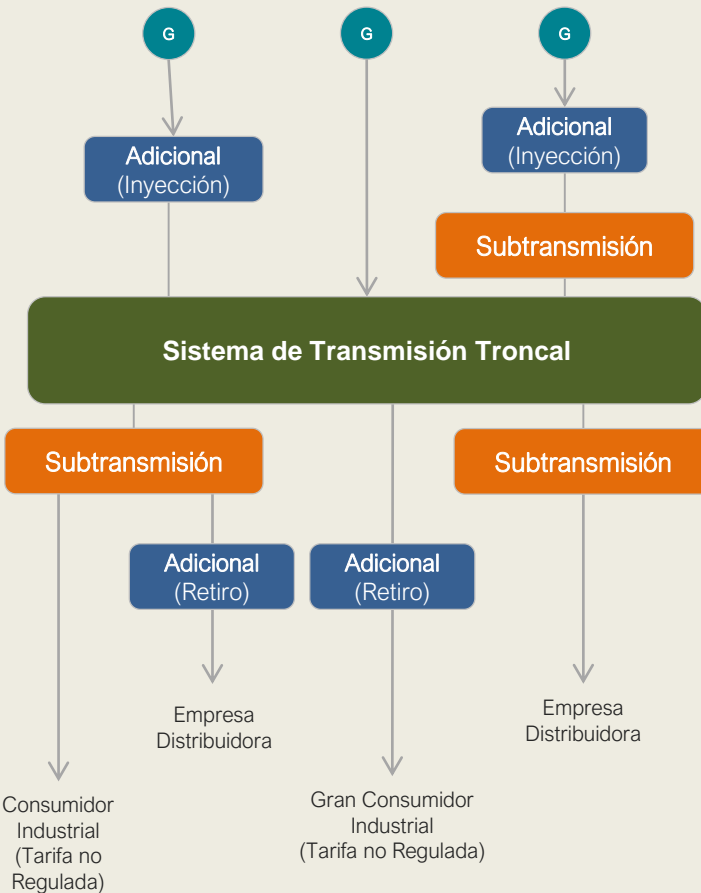 G
G
G
Adicional
(Inyección)
Adicional
(Inyección)
Subtransmisión
Sistema de Transmisión Troncal
Subtransmisión
Subtransmisión
Adicional
(Retiro)
Adicional
(Retiro)
Empresa
Distribuidora
Empresa
Distribuidora
Consumidor
Industrial
(Tarifa no
Regulada)
Gran Consumidor
Industrial
(Tarifa no Regulada)